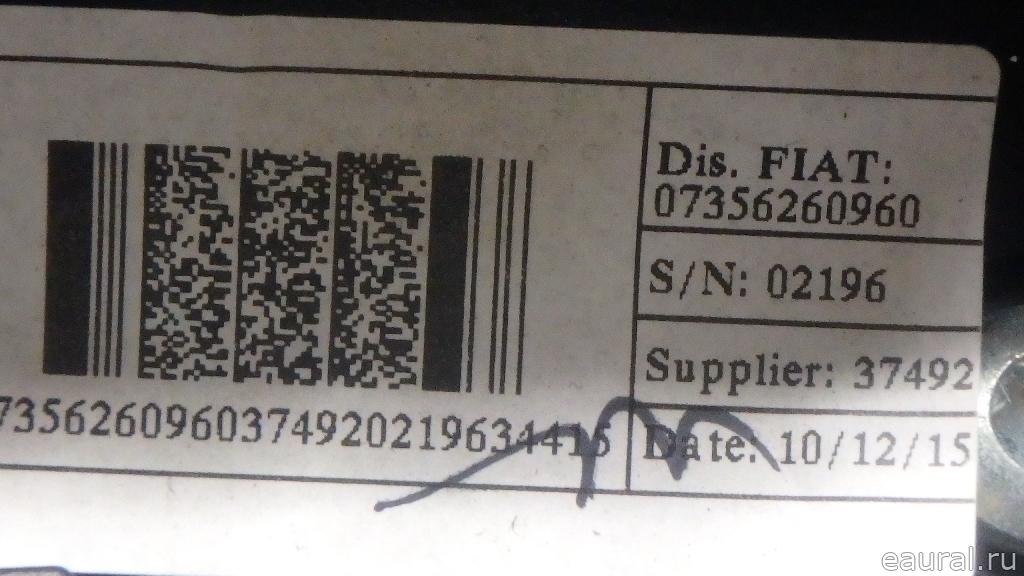 Dis. FIAT:
07356260960
S/N: 02196
Supplier: 37492
Date: 10/12/15
7356260960374920219634415
eaural.ru